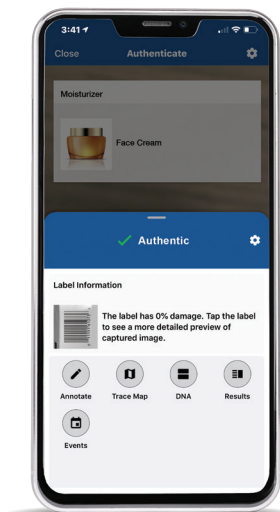 3:41
Close
Authenticate
Moisturizer
Face Cream
Authentic
Label Information
The label has 0% damage. Tap the label
to see a more detailed preview of
captured image.
Annotate
Trace Map
DNA
Results
Events